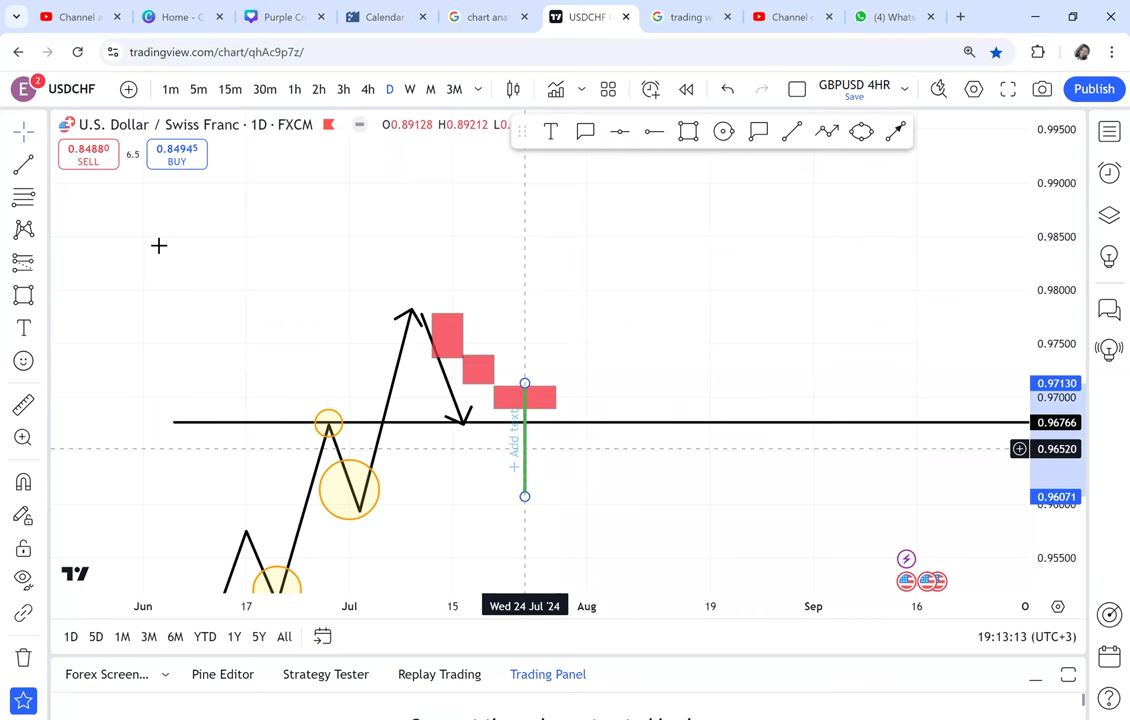 Channel a
Home - C
Purple Cr
Calendar
chart ana
USDCHF
trading w
Channel
(4) Whats
tradingview.com/chart/qhAc9p7z/
E
2
USDCHF
1m 5m 15m 30m 1h 2h 3h 4h D W M 3M
GBPUSD 4HR
Save
Publish
U.S. Dollar / Swiss Franc · 1D · FXCM
O0.89128 H0.89212 L0.
0.84880
SELL
6.5
0.84945
BUY
0.99500
0.99000
0.98500
0.98000
0.97500
0.97130
0.97000
0.96766
0.96520
0.96071
0.95500
+ Add text
Jun 17 Jul 15 Wed 24 Jul '24 Aug 19 Sep 16 O
1D 5D 1M 3M 6M YTD 1Y 5Y All
19:13:13 (UTC+3)
Forex Screen... Pine Editor Strategy Tester Replay Trading Trading Panel